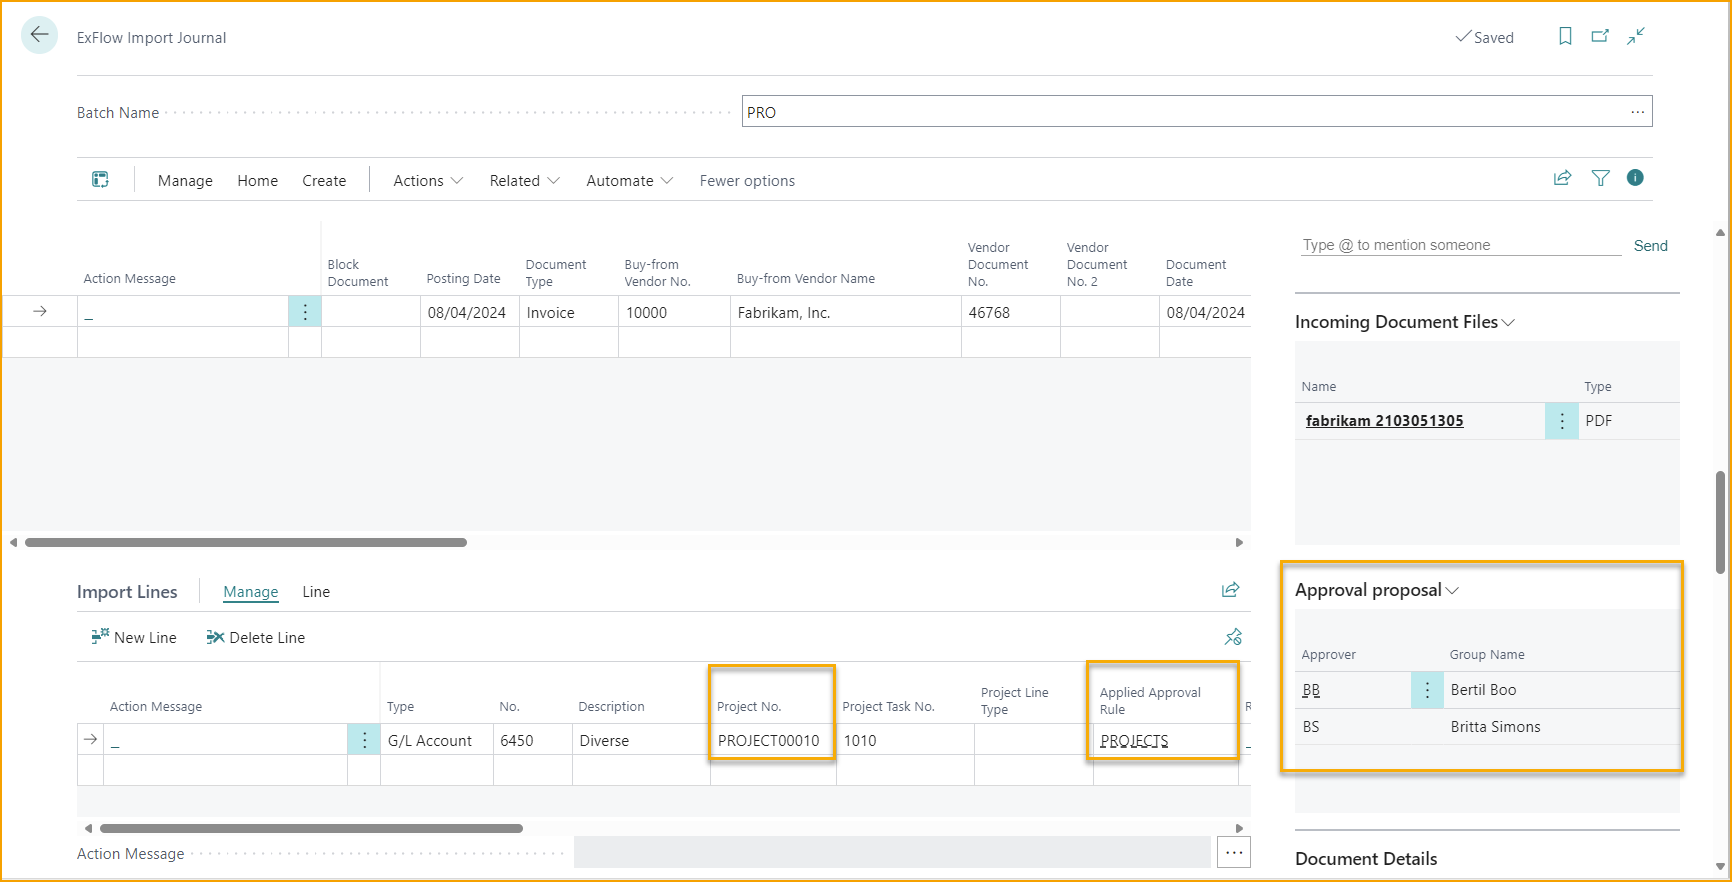 ExFlow Import Journal
Saved
Batch Name
PRO
Manage Home Create Actions Related Automate Fewer options
Action Message
Block
Document
Posting Date
Document
Type
Buy-from
Vendor No.
Buy-from Vendor Name
Vendor
Document
No.
Vendor
Document
No. 2
Document
Date
_ 08/04/2024 Invoice 10000 Fabrikam, Inc. 46768 08/04/2024
Type @ to mention someone Send
Incoming Document Files
Name Type
fabrikam 2103051305 PDF
Import Lines Manage Line
New Line Delete Line
Action Message Type No. Description Project No. Project Task No.
Project Line
Type
Applied Approval
Rule
_ G/L Account 6450 Diverse PROJECT00010 1010 PROJECTS _
Action Message
Approval proposal
Approver Group Name
BB Bertil Boo
BS Britta Simons
Document Details